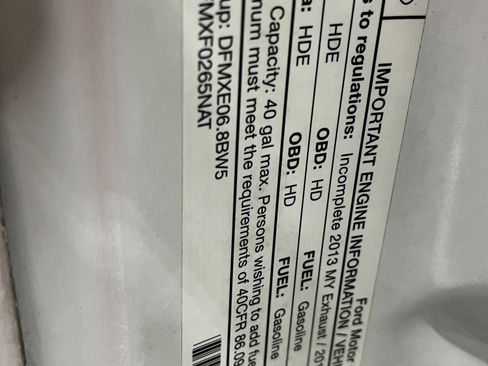 Ford Motor
IMPORTANT ENGINE INFORMATION / VEH
to regulations: Incomplete 2013 MY Exhaust / 20
HDE OBD: HD FUEL: Gasoline
HDE OBD: HD FUEL: Gasoline
Capacity: 40 gal max. Persons wishing to add fue
num must meet the requirements of 40CFR 86.09
up: DFMXE06.8BW5
FMXF0265NAT